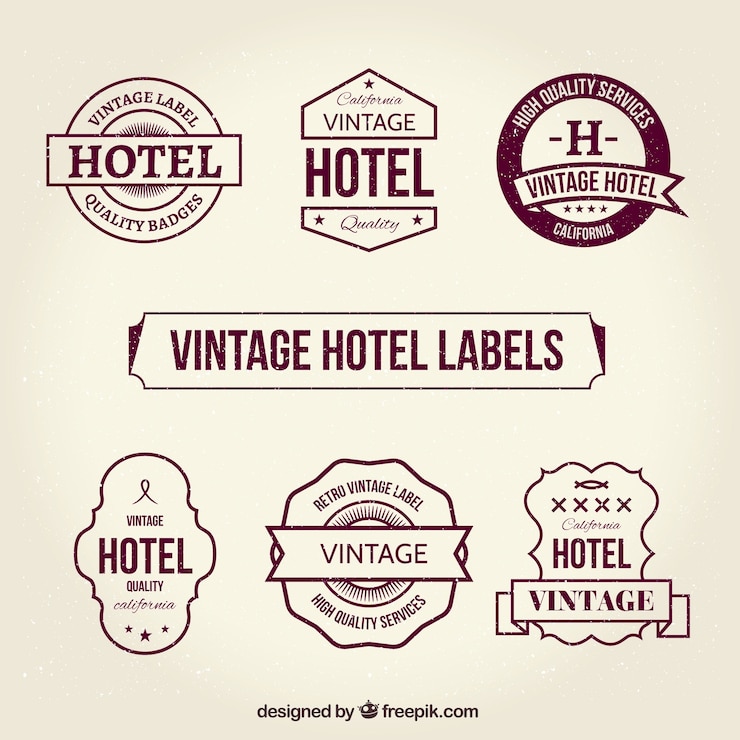 VINTAGE LABEL
HOTEL
QUALITY BADGES
California
VINTAGE
HOTEL
Quality
HIGH QUALITY SERVICES
-H-
VINTAGE HOTEL
CALIFORNIA
VINTAGE HOTEL LABELS
VINTAGE
HOTEL
QUALITY
california
RETRO VINTAGE LABEL
VINTAGE
HIGH QUALITY SERVICES
California
HOTEL
VINTAGE
designed by freepik.com